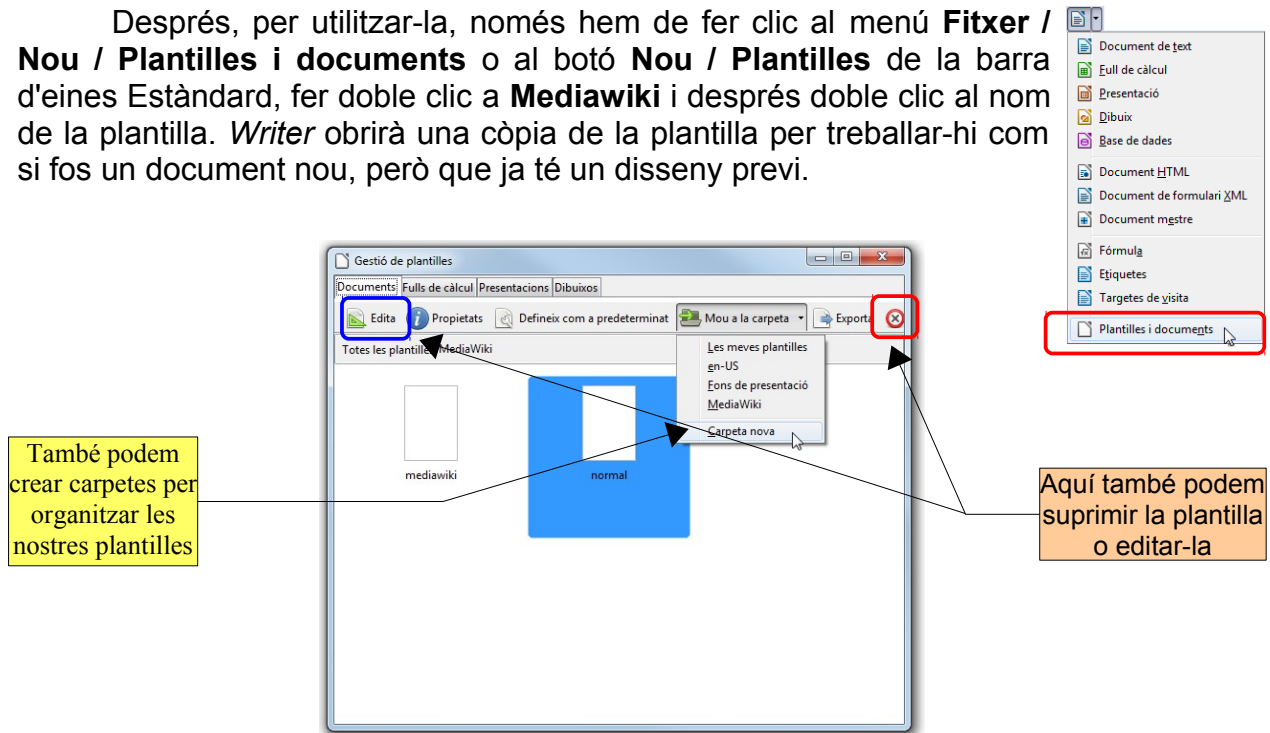 Després, per utilitzar-la, només hem de fer clic al menú Fitxer /
Nou / Plantilles i documents o al botó Nou / Plantilles de la barra
d'eines Estàndard, fer doble clic a Mediawiki i després doble clic al nom
de la plantilla. Writer obrirà una còpia de la plantilla per treballar-hi com
si fos un document nou, però que ja té un disseny previ.
Document de text
Full de càlcul
Presentació
Dibuix
Base de dades
Document HTML
Document de formulari XML
Document mestre
Fórmula
Etiquetes
Targetes de visita
Plantilles i documents
Gestió de plantilles
Documents Fulls de càlcul Presentacions Dibuixos
Edita Propietats Defineix com a predeterminat Mou a la carpeta Exporta
Totes les plantilles MediaWiki
Les meves plantilles
en-US
Fons de presentació
MediaWiki
Carpeta nova
mediawiki normal
També podem
crear carpetes per
organitzar les
nostres plantilles
Aquí també podem
suprimir la plantilla
o editar-la